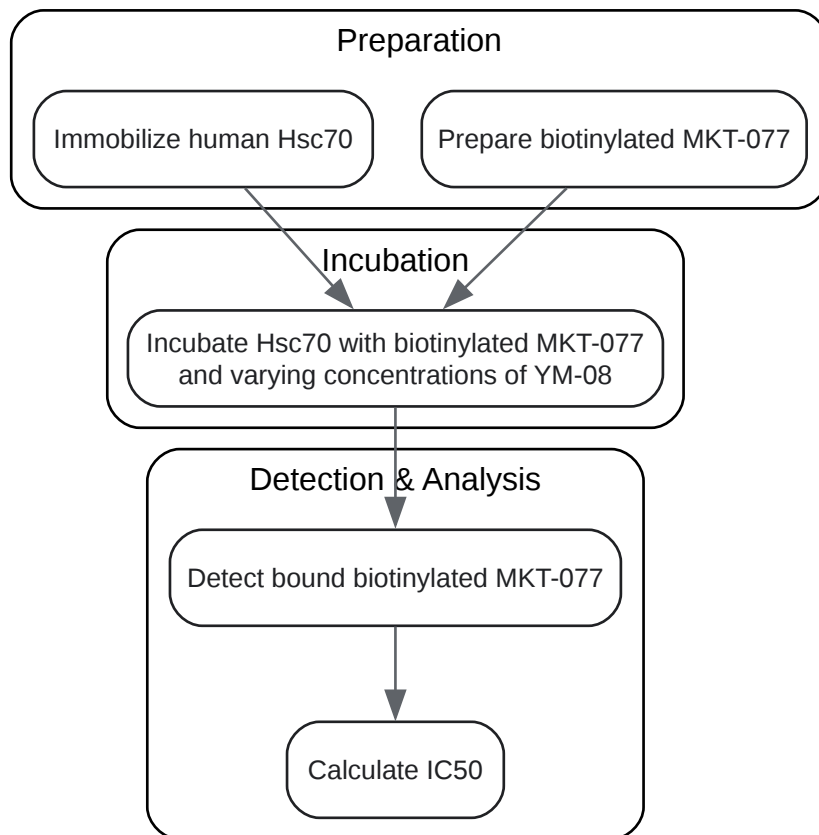 Preparation
Immobilize human Hsc70
Prepare biotinylated MKT-077
Incubation
Incubate Hsc70 with biotinylated MKT-077
and varying concentrations of YM-08
Detection & Analysis
Detect bound biotinylated MKT-077
Calculate IC50